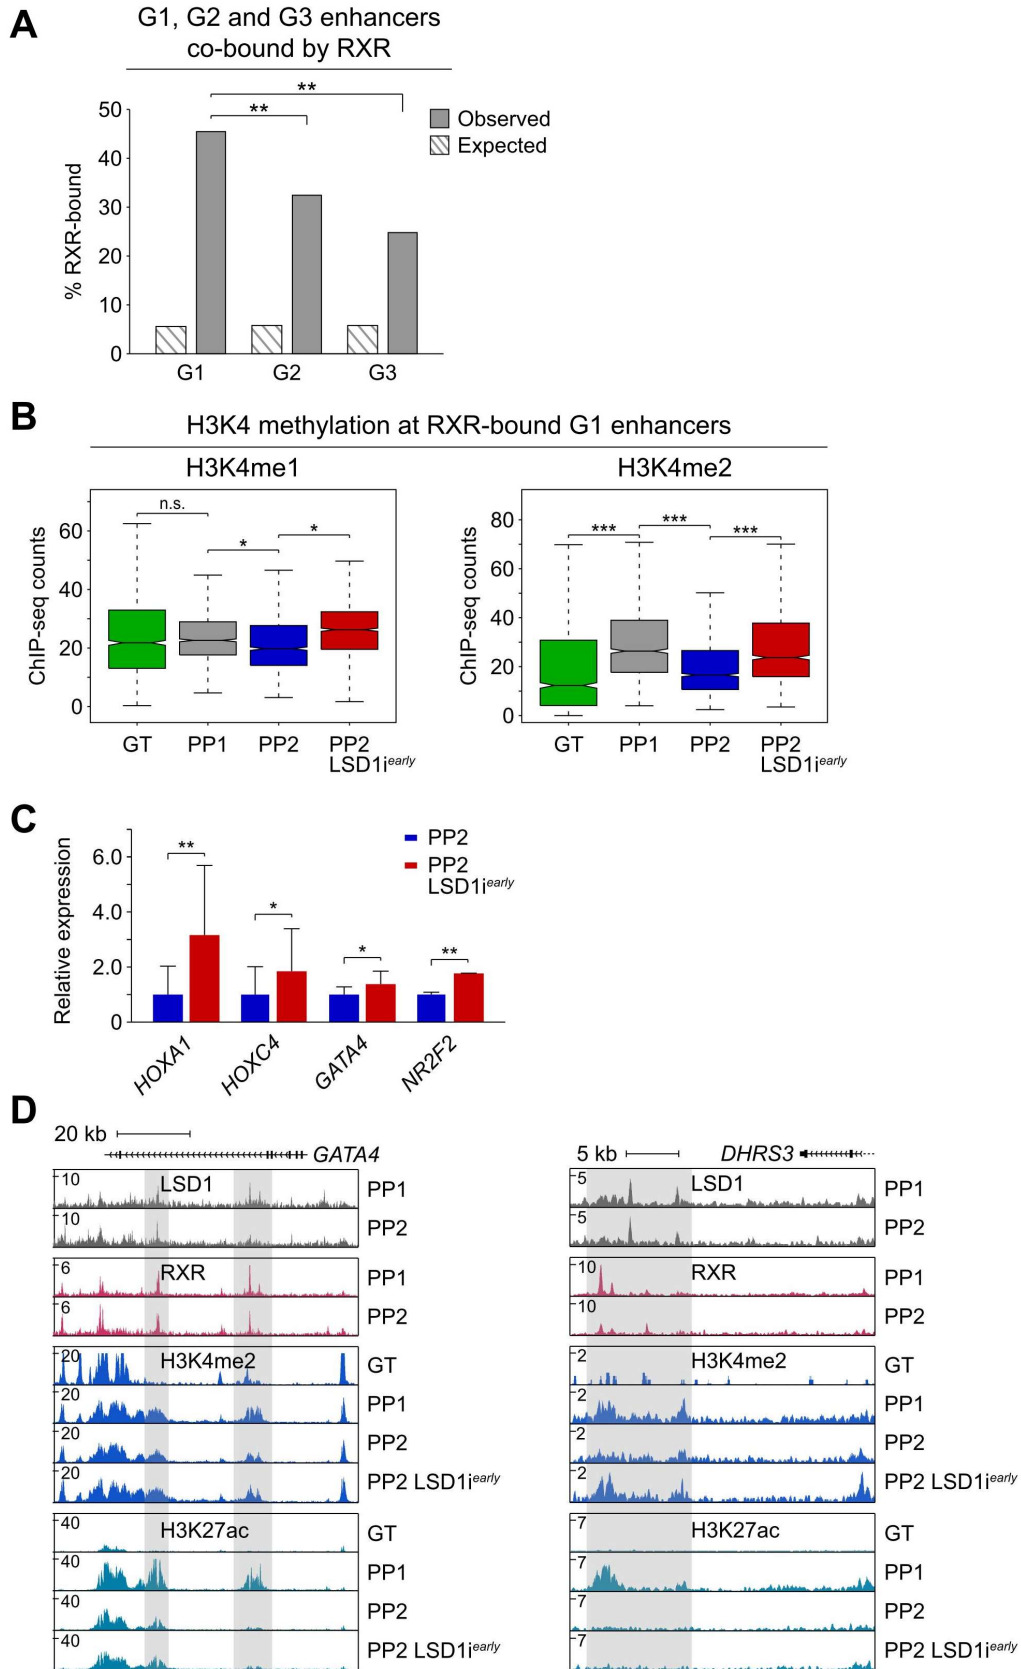 A
G1, G2 and G3 enhancers
co-bound by RXR
**
**
50
40
30
20
10
0
% RXR-bound
Observed
Expected
G1
G2
G3
B
H3K4 methylation at RXR-bound G1 enhancers
H3K4me1
H3K4me2
n.s.
*
*
60
40
20
0
ChIP-seq counts
GT
PP1
PP2
PP2
LSD1i^early
***
***
***
80
60
40
20
0
ChIP-seq counts
GT
PP1
PP2
PP2
LSD1i^early
C
Relative expression
6.0
4.0
2.0
0
**
*
*
**
PP2
PP2
LSD1i^early
HOXA1
HOXC4
GATA4
NR2F2
D
20 kb
GATA4
10 LSD1 PP1
10 PP2
6 RXR PP1
6 PP2
20 H3K4me2 GT
20 PP1
20 PP2
20 PP2 LSD1i^early
40 H3K27ac GT
40 PP1
40 PP2
40 PP2 LSD1i^early
5 kb
DHRS3
5 LSD1 PP1
5 PP2
10 RXR PP1
10 PP2
2 H3K4me2 GT
2 PP1
2 PP2
2 PP2 LSD1i^early
7 H3K27ac GT
7 PP1
7 PP2
7 PP2 LSD1i^early